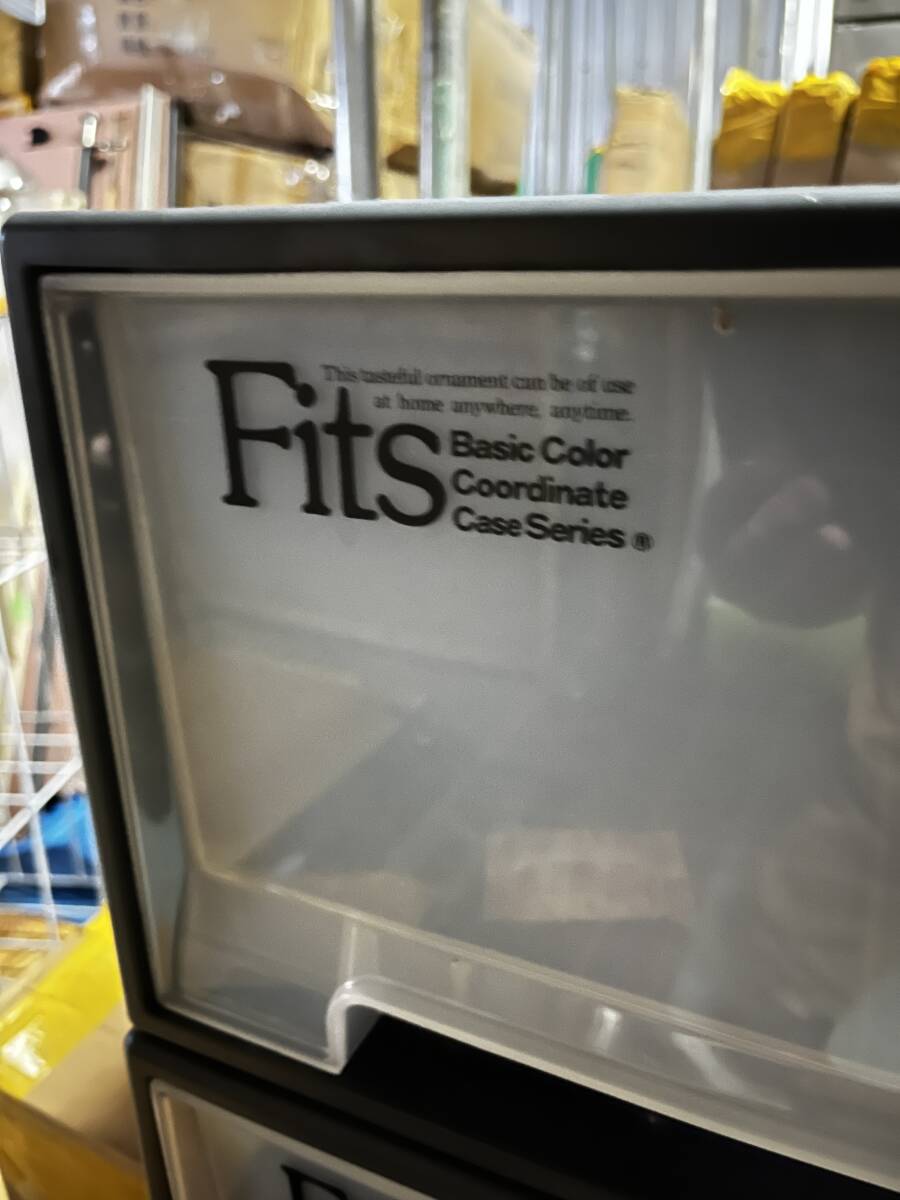 This tasteful ornament can be of use
at home anywhere, anytime.
Fits
Basic Color
Coordinate
Case Series ®